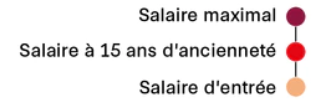 Salaire maximal
Salaire à 15 ans d'ancienneté
Salaire d'entrée